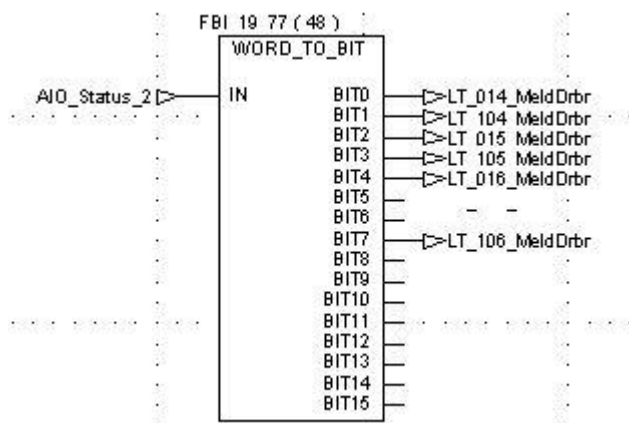 FBI 19 77 ( 48 )
WORD_TO_BIT
AIO_Status_2 IN BIT0 LT_014_MeldDrbr
BIT1 LT 104 MeldDrbr
BIT2 LT 015 MeldDrbr
BIT3 LT 105 MeldDrbr
BIT4 LT_016_MeldDrbr
BIT5
BIT6
BIT7 LT_106_MeldDrbr
BIT8
BIT9
BIT10
BIT11
BIT12
BIT13
BIT14
BIT15